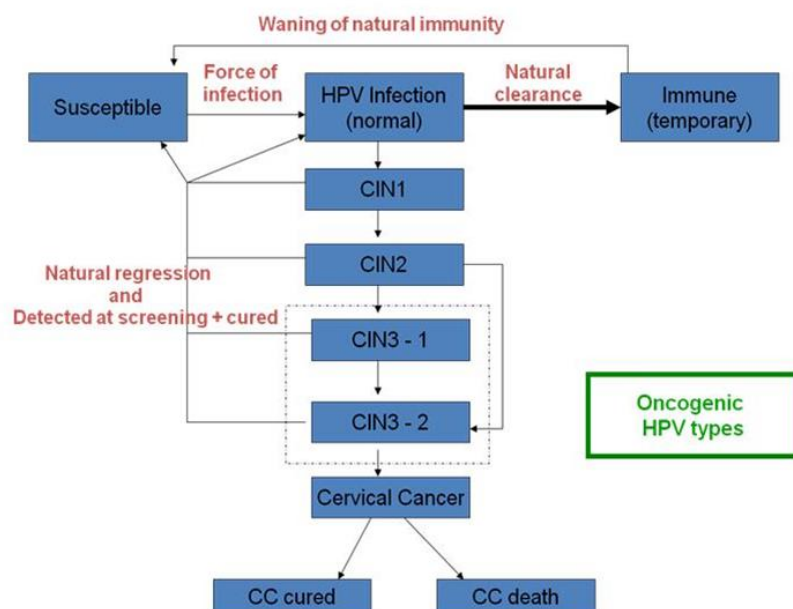 Waning of natural immunity
Susceptible
Force of
infection
HPV Infection
(normal)
Natural
clearance
Immune
(temporary)
CIN1
CIN2
Natural regression
and
Detected at screening + cured
CIN3 - 1
CIN3 - 2
Oncogenic
HPV types
Cervical Cancer
CC cured
CC death